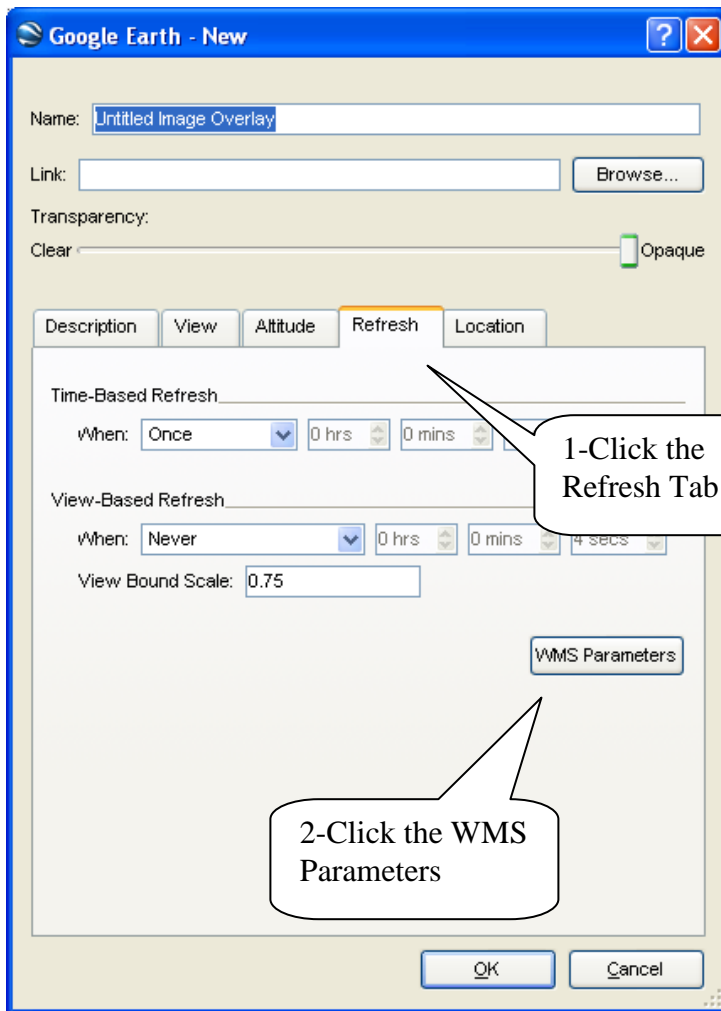 Google Earth - New
Name: Untitled Image Overlay
Link: Browse...
Transparency:
Clear Opaque
Description View Altitude Refresh Location
Time-Based Refresh
When: Once 0 hrs 0 mins
1-Click the
Refresh Tab
View-Based Refresh
When: Never 0 hrs 0 mins 4 secs
View Bound Scale: 0.75
WMS Parameters
2-Click the WMS
Parameters
OK Cancel